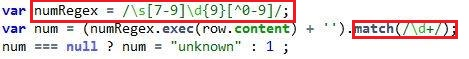 var numRegex = /\s[7-9]\d{9}[^0-9]/;
var num = (numRegex.exec(row.content) + '').match(/\d+/);
num === null ? num = "unknown" : 1 ;